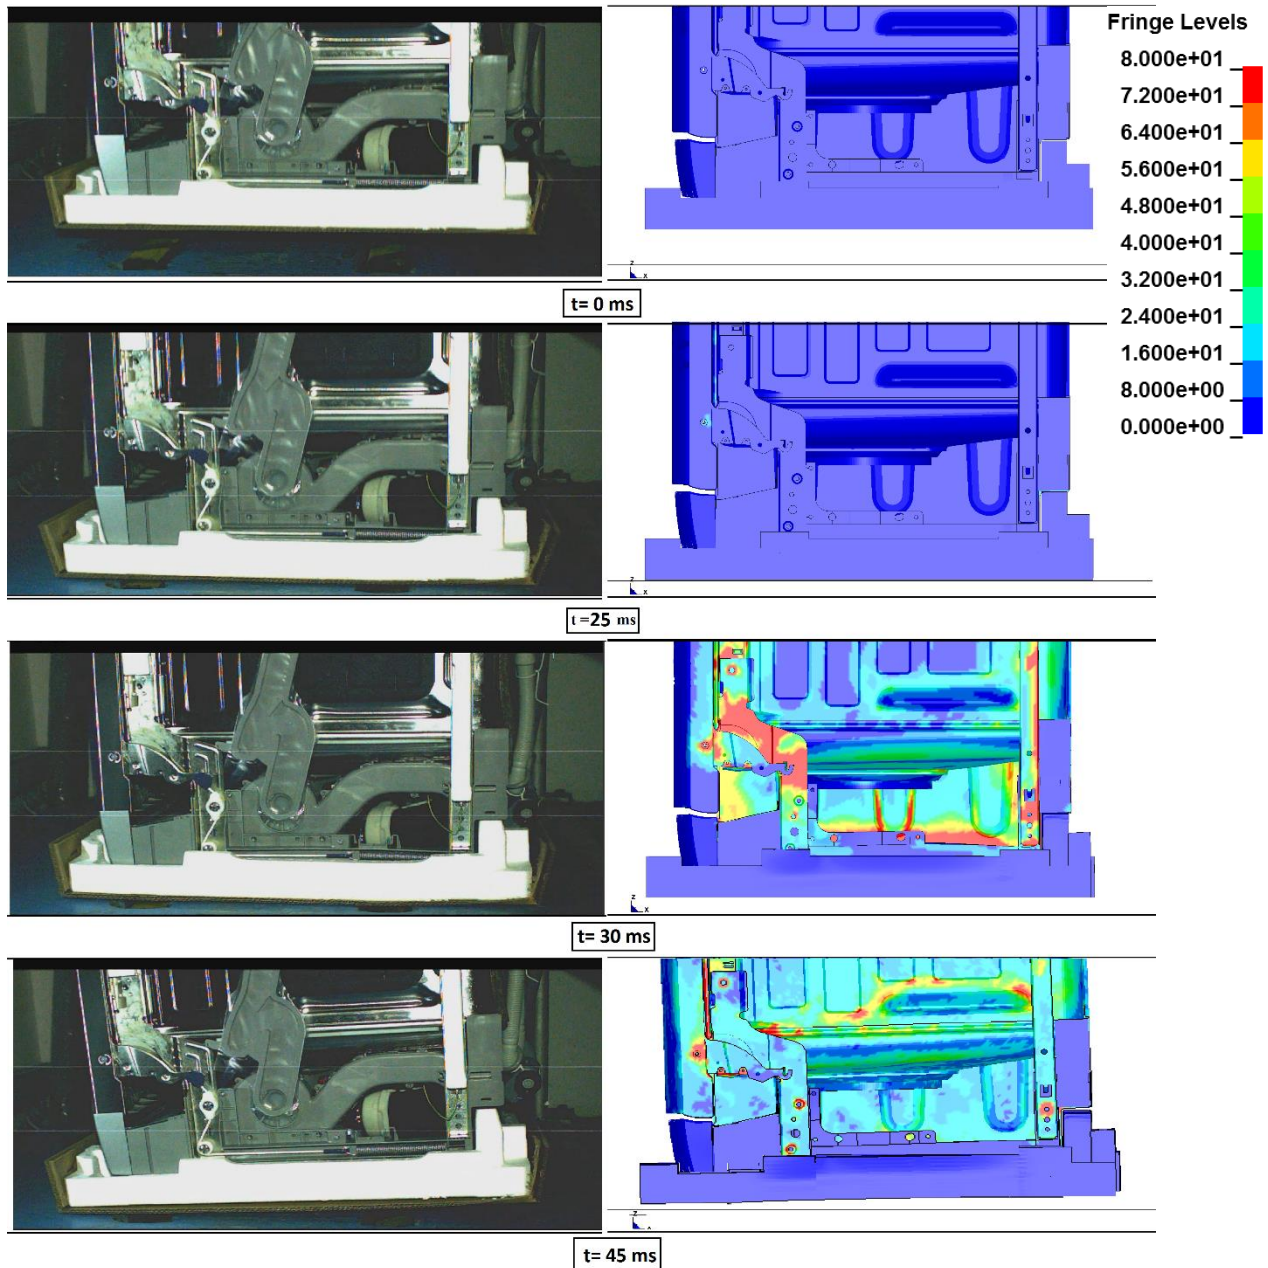 Fringe Levels
8.000e+01
7.200e+01
6.400e+01
5.600e+01
4.800e+01
4.000e+01
3.200e+01
2.400e+01
1.600e+01
8.000e+00
0.000e+00
z
x
t= 0 ms
z
x
t =25 ms
z
x
t= 30 ms
z
t= 45 ms